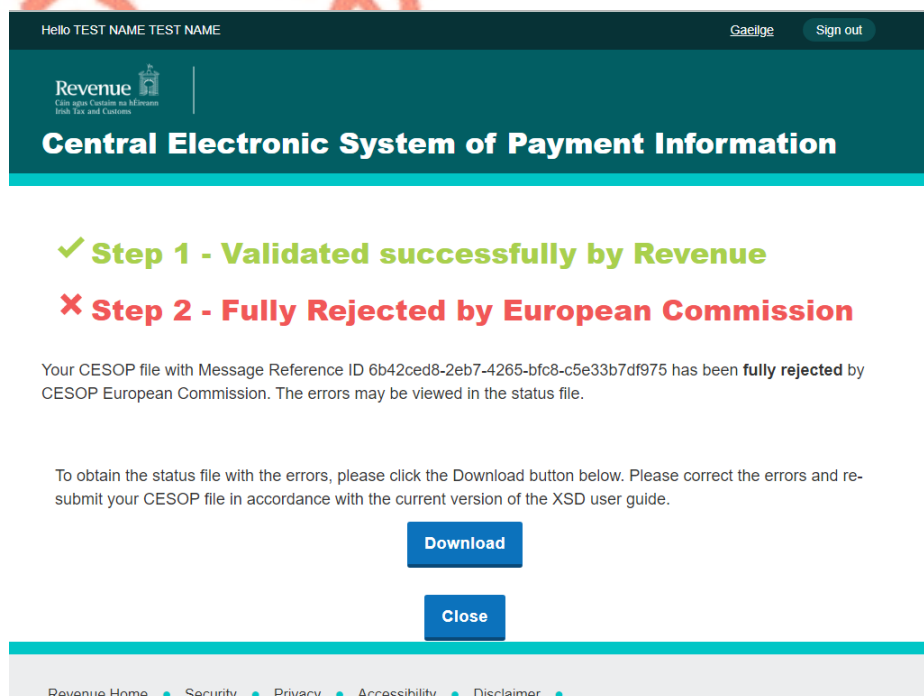 Hello TEST NAME TEST NAME
Gaeilge
Sign out
Revenue
Cáin agus Custaim na hÉireann
Irish Tax and Customs
Central Electronic System of Payment Information
Step 1 - Validated successfully by Revenue
Step 2 - Fully Rejected by European Commission
Your CESOP file with Message Reference ID 6b42ced8-2eb7-4265-bfc8-c5e33b7df975 has been fully rejected by
CESOP European Commission. The errors may be viewed in the status file.
To obtain the status file with the errors, please click the Download button below. Please correct the errors and re-
submit your CESOP file in accordance with the current version of the XSD user guide.
Download
Close
Revenue Home • Security • Privacy • Accessibility • Disclaimer •